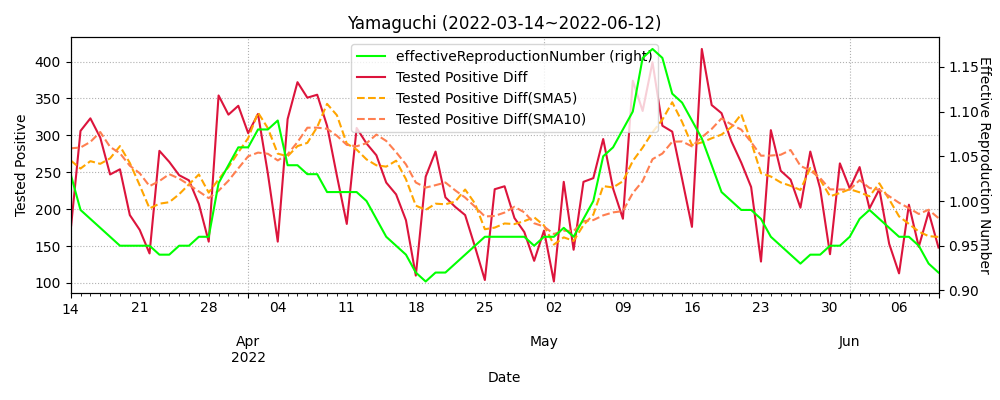 Yamaguchi (2022-03-14~2022-06-12)
effectiveReproductionNumber (right)
Tested Positive Diff
Tested Positive Diff(SMA5)
Tested Positive Diff(SMA10)
Tested Positive
400
350
300
250
200
150
100
1.15
1.10
1.05
1.00
0.95
0.90
Effective Reproduction Number
14 21 28 04 11 18 25 02 09 16 23 30 06
Apr May Jun
2022
Date